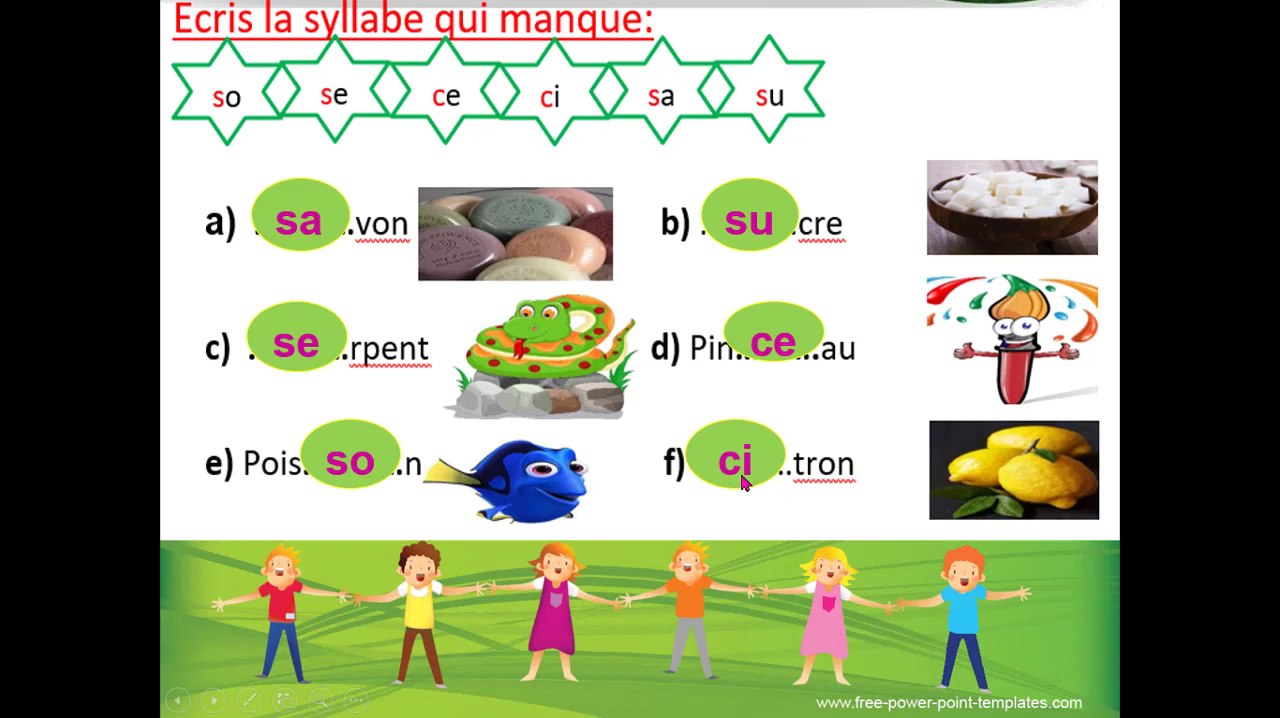 Ecris la syllabe qui manque:
so se ce ci sa su
a) . sa ..von b) . su .cre
c) . se ..rpent d) Pin.. ce ..au
e) Pois. so ..n f) ci ..tron
www.free-power-point-templates.com